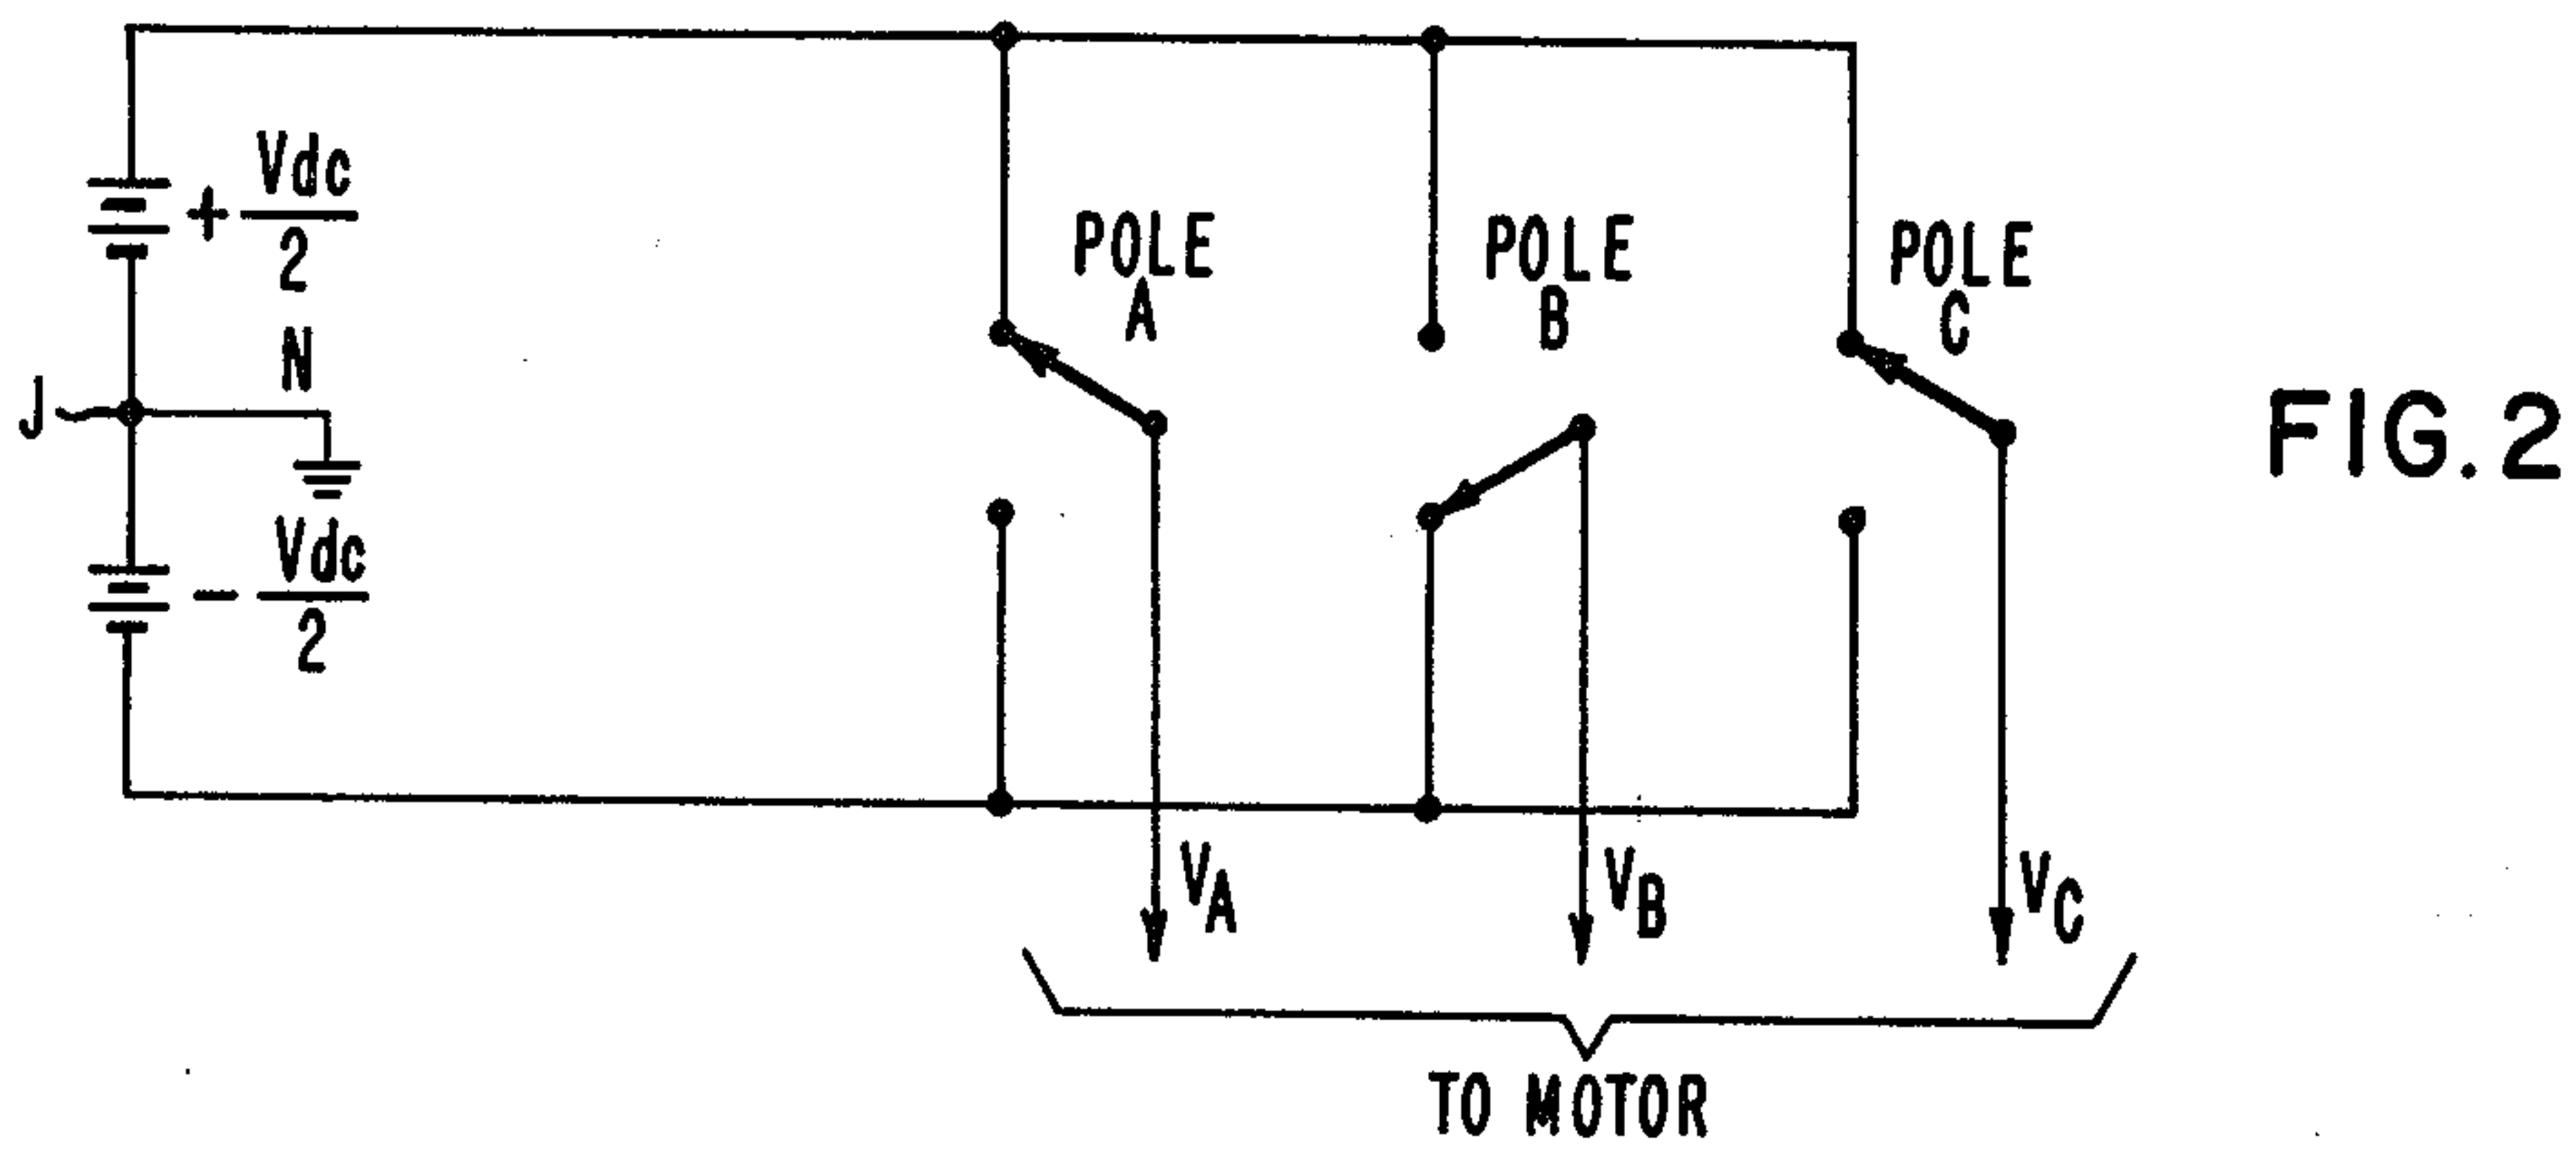 + Vdc
2
N
J
- Vdc
2
POLE
A
POLE
B
POLE
C
VA
VB
VC
TO MOTOR
FIG.2